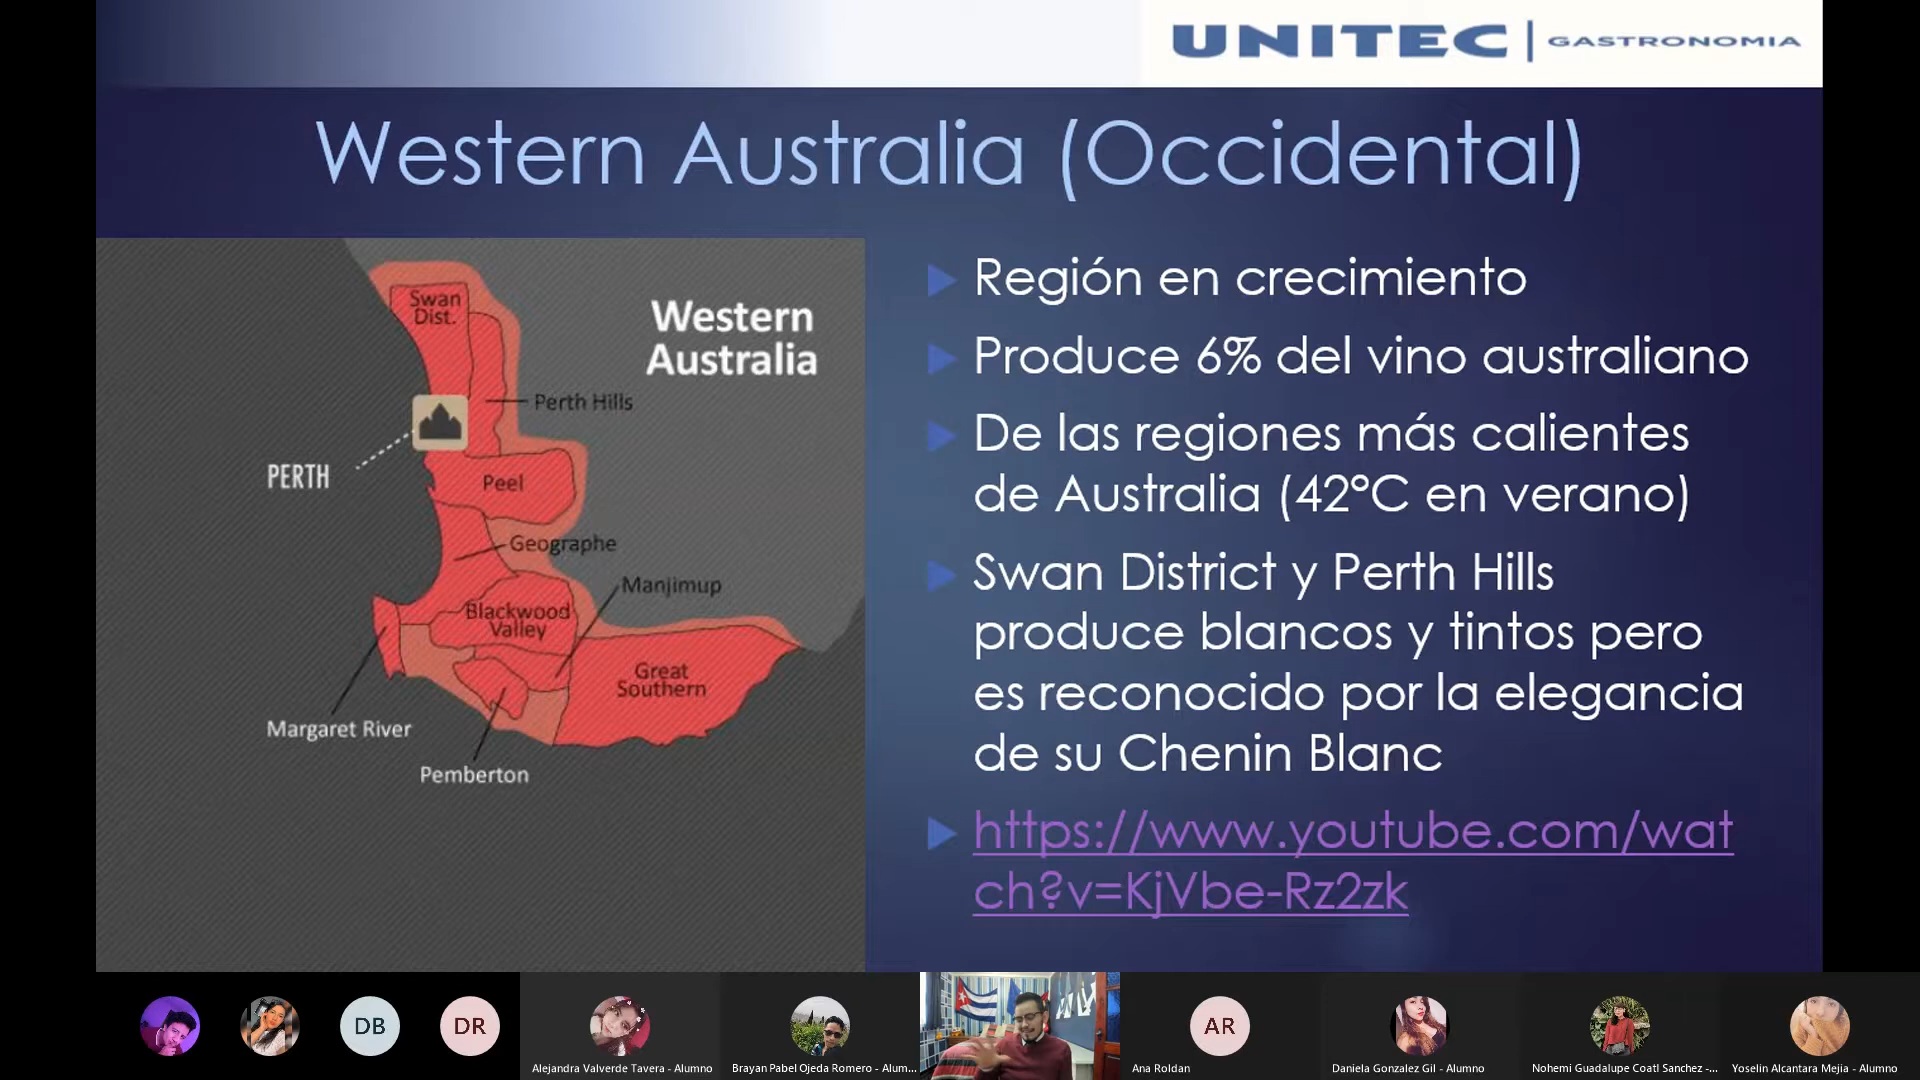 UNITEC | GASTRONOMIA
Western Australia (Occidental)
Swan
Dist.
Western
Australia
Perth Hills
PERTH
Peel
Geographe
Manjimup
Blackwood
Valley
Great
Southern
Margaret River
Pemberton
Región en crecimiento
Produce 6% del vino australiano
De las regiones más calientes
de Australia (42°C en verano)
Swan District y Perth Hills
produce blancos y tintos pero
es reconocido por la elegancia
de su Chenin Blanc
https://www.youtube.com/wat
ch?v=KjVbe-Rz2zk
DB
DR
AR
Alejandra Valverde Tavera - Alumno
Brayan Pabel Ojeda Romero - Alum...
Ana Roldan
Daniela Gonzalez Gil - Alumno
Nohemi Guadalupe Coatl Sanchez -...
Yoselin Alcantara Mejia - Alumno